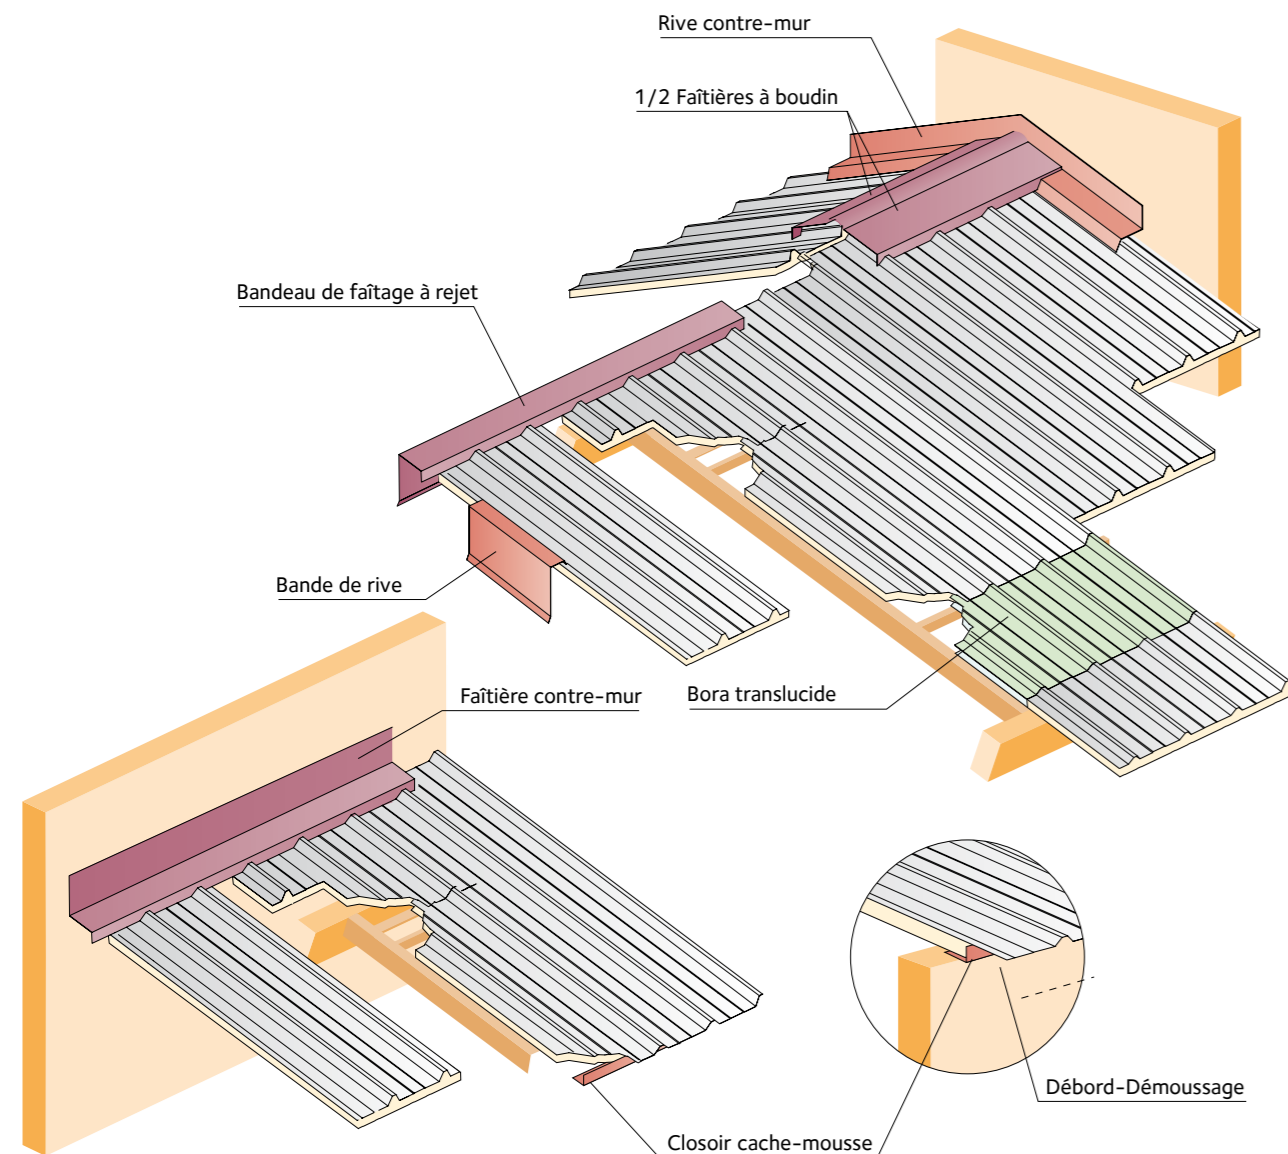 Rive contre-mur
1/2 Faîtières à boudin
Bandeau de faîtage à rejet
Bande de rive
Faîtière contre-mur
Bora translucide
Débord-Démoussage
Closoir cache-mousse